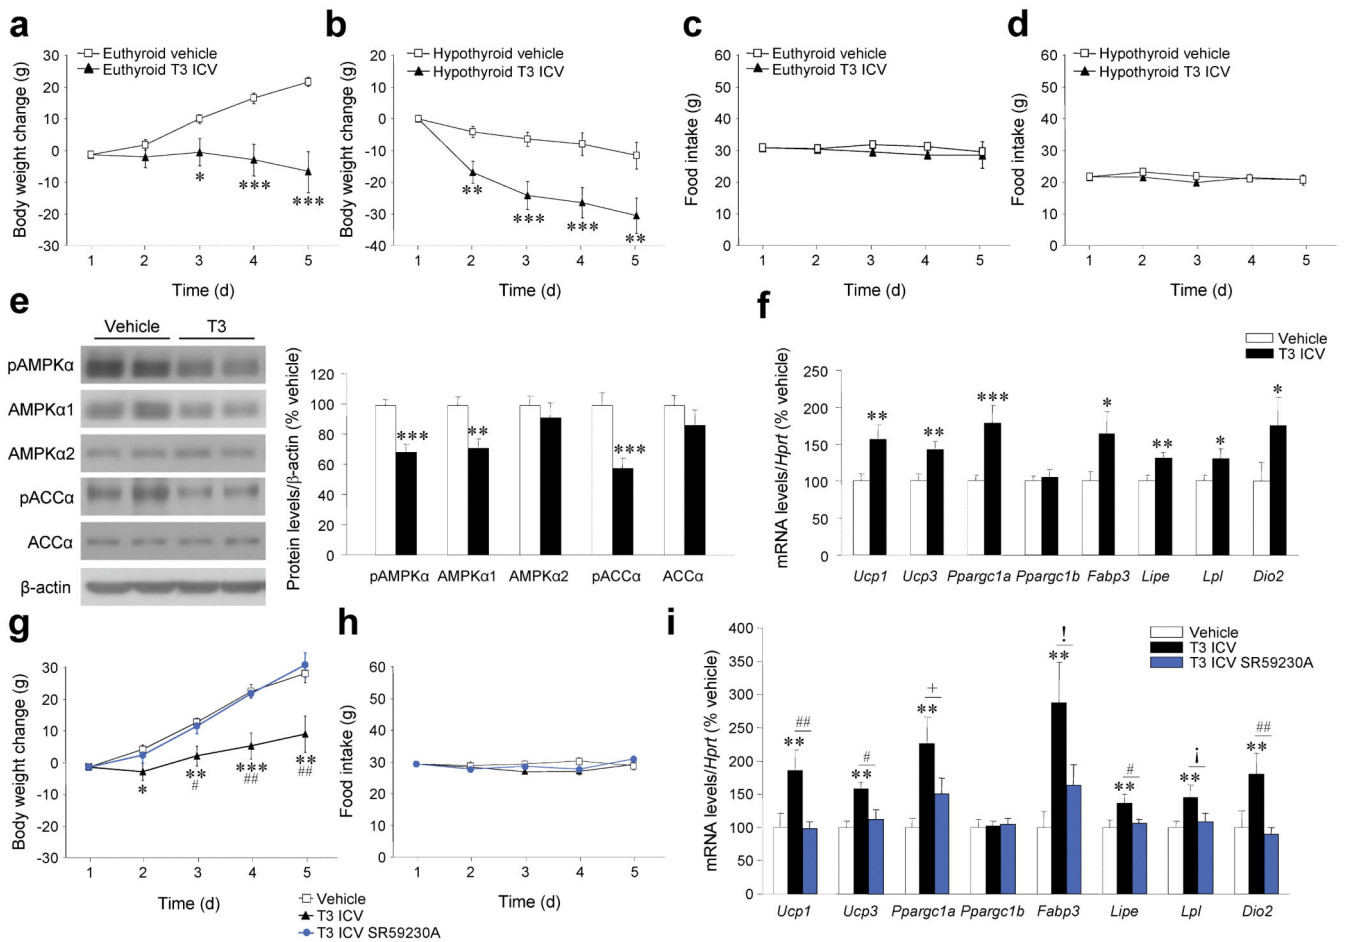 a
Euthyroid vehicle
Euthyroid T3 ICV
Body weight change (g)
30
20
10
0
-10
-20
-30
*
***
***
1 2 3 4 5
Time (d)
b
Hypothyroid vehicle
Hypothyroid T3 ICV
Body weight change (g)
20
10
0
-10
-20
-30
-40
**
***
***
**
1 2 3 4 5
Time (d)
c
Euthyroid vehicle
Euthyroid T3 ICV
Food intake (g)
60
50
40
30
20
10
0
1 2 3 4 5
Time (d)
d
Hypothyroid vehicle
Hypothyroid T3 ICV
Food intake (g)
60
50
40
30
20
10
0
1 2 3 4 5
Time (d)
e
Vehicle T3
pAMPKα
AMPKα1
AMPKα2
pACCα
ACCα
β-actin
Protein levels/β-actin (% vehicle)
120
100
80
60
40
20
0
***
**
***
pAMPKα AMPKα1 AMPKα2 pACCα ACCα
f
Vehicle
T3 ICV
mRNA levels/Hprt (% vehicle)
250
200
150
100
50
0
**
**
***
*
**
*
*
Ucp1 Ucp3 Ppargc1a Ppargc1b Fabp3 Lipe Lpl Dio2
g
Body weight change (g)
30
20
10
0
-10
-20
-30
*
**
#
***
##
**
##
1 2 3 4 5
Time (d)
Vehicle
T3 ICV
T3 ICV SR59230A
h
Food intake (g)
60
50
40
30
20
10
0
1 2 3 4 5
Time (d)
i
Vehicle
T3 ICV
T3 ICV SR59230A
mRNA levels/Hprt (% vehicle)
400
350
300
250
200
150
100
50
0
##
**
#
**
+
**
!
**
#
**
¡
**
##
**
Ucp1 Ucp3 Ppargc1a Ppargc1b Fabp3 Lipe Lpl Dio2